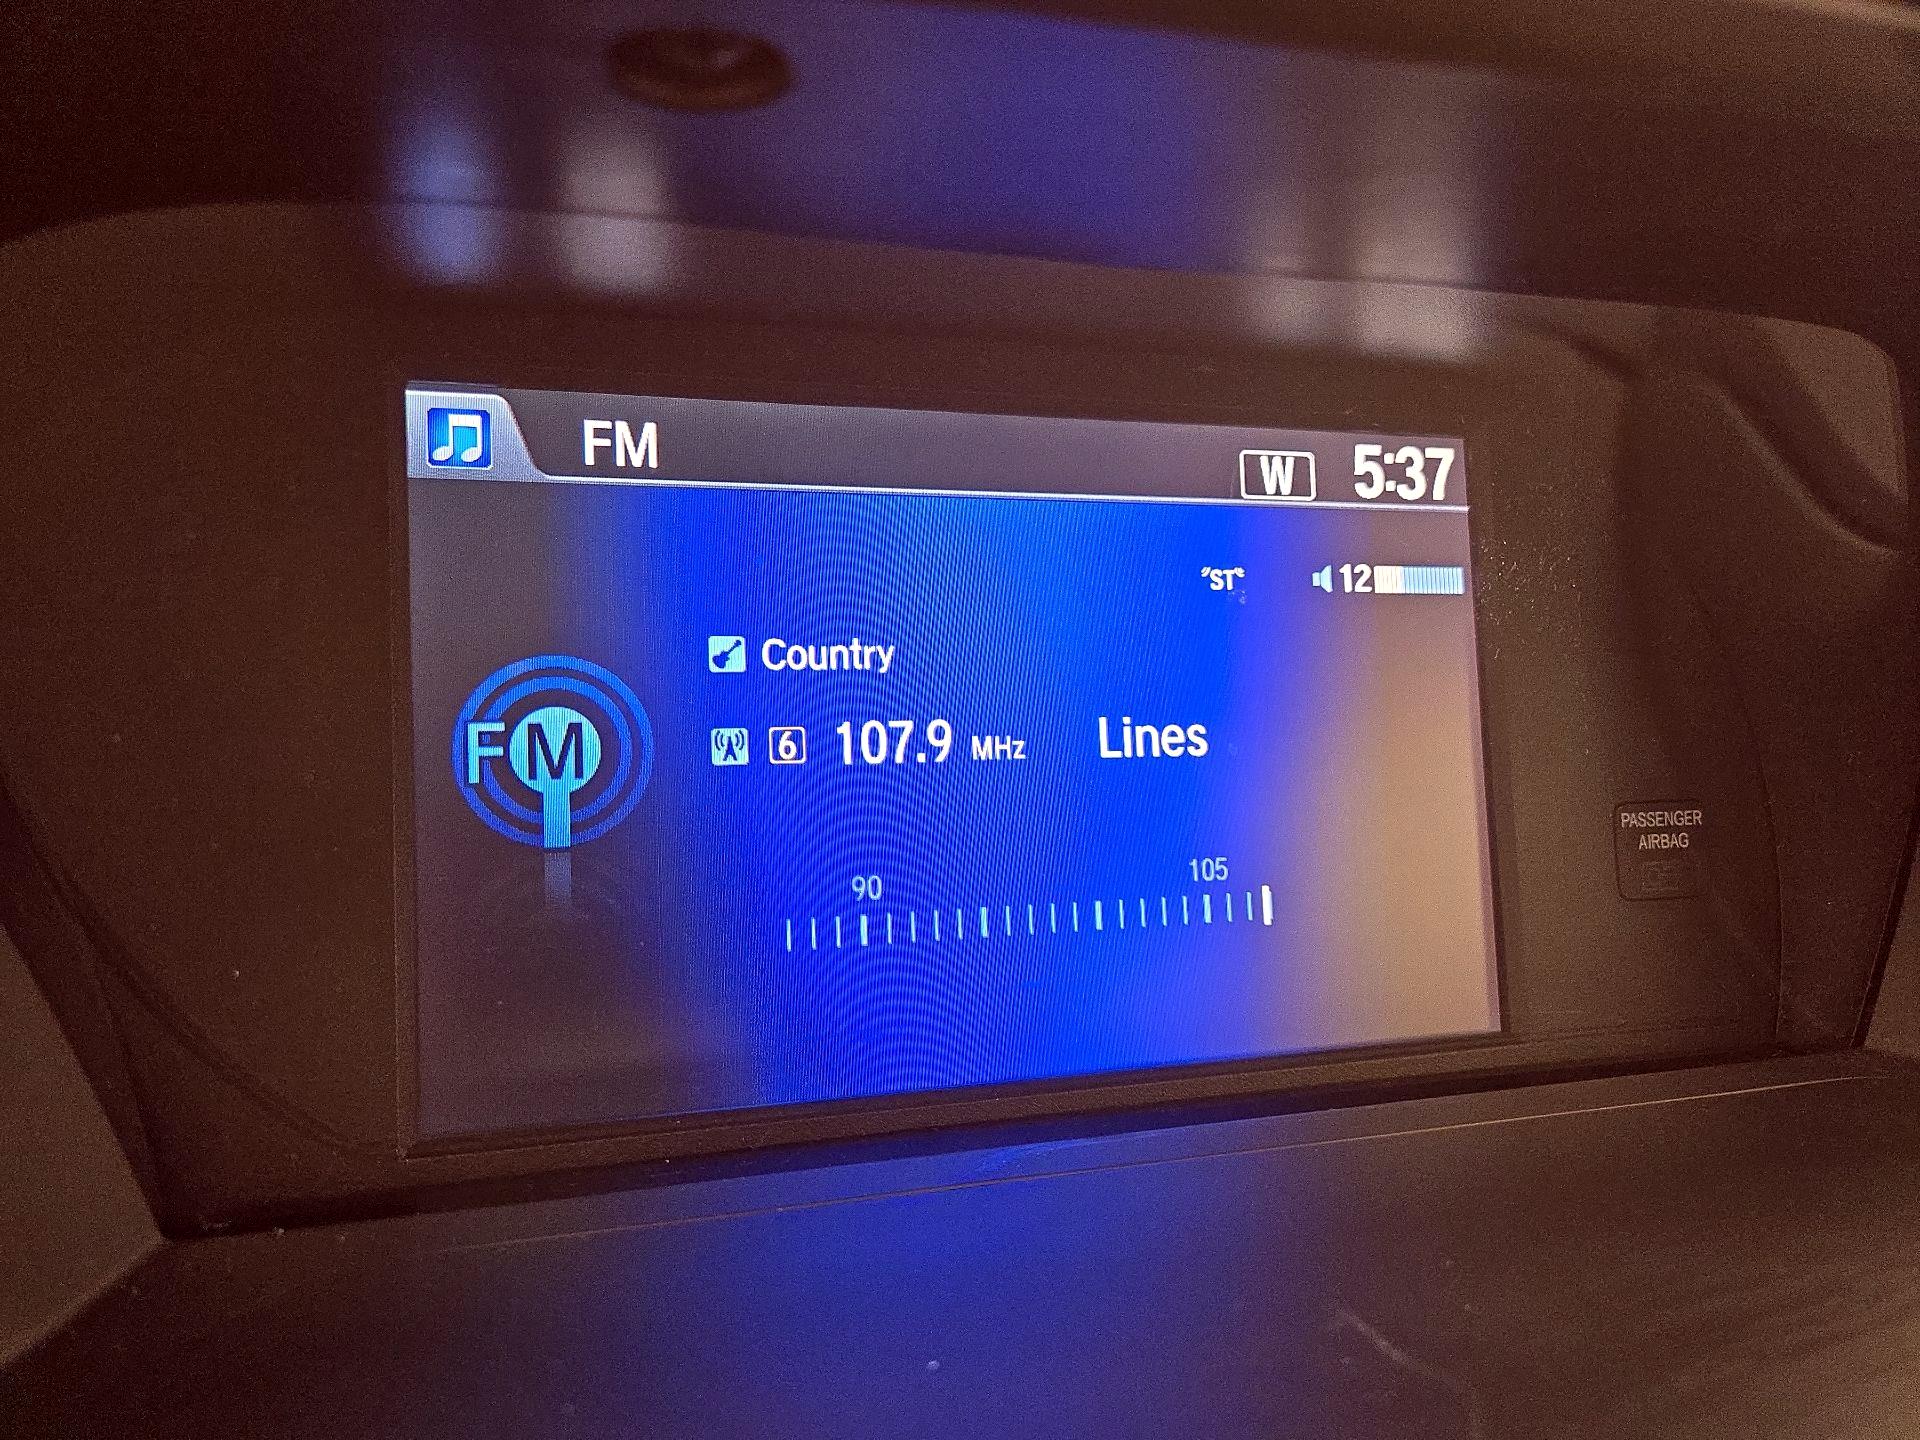 FM
W 5:37
"ST" 12
Country
FM
6 107.9 MHz Lines
90 105
PASSENGER
AIRBAG